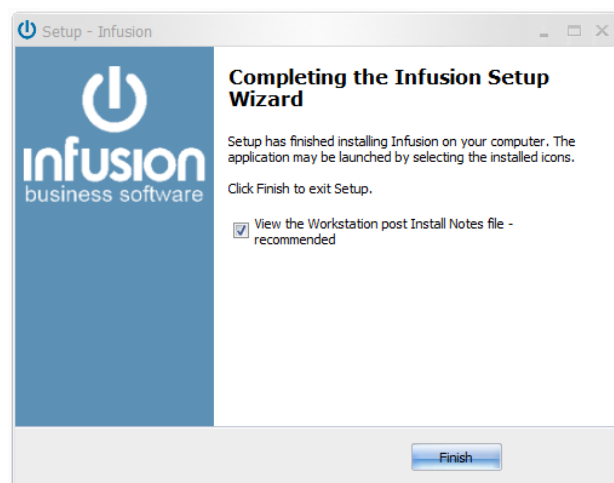 Setup - Infusion
infusion
business software
Completing the Infusion Setup
Wizard
Setup has finished installing Infusion on your computer. The
application may be launched by selecting the installed icons.
Click Finish to exit Setup.
View the Workstation post Install Notes file -
recommended
Finish